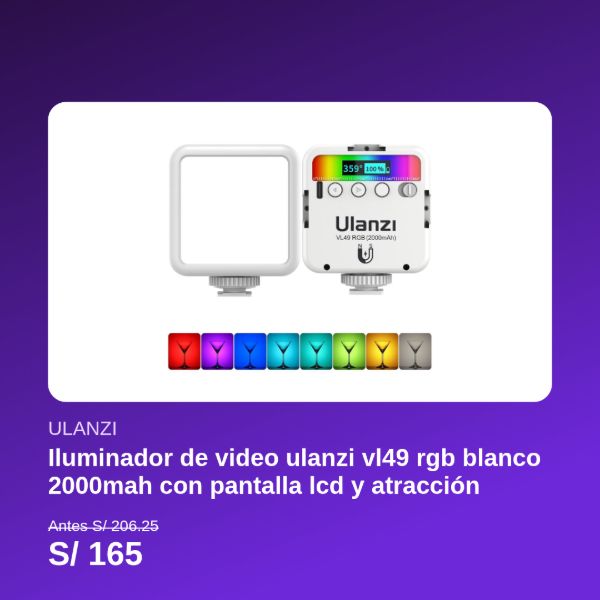 359° 100%
Ulanzi
VL49 RGB (2000mAh)
N S
ULANZI
Iluminador de video ulanzi vl49 rgb blanco
2000mah con pantalla lcd y atracción
Antes S/ 206.25
S/ 165